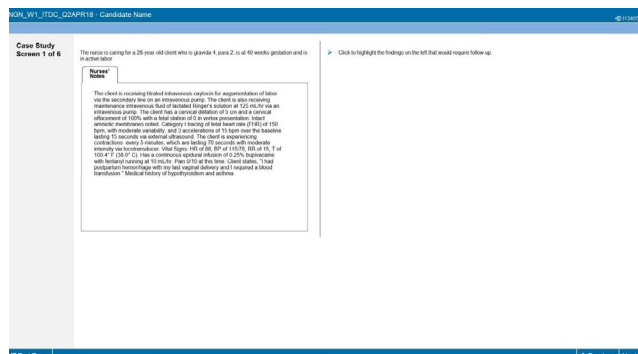 NGN_W1_ITDC_Q2APR18 - Candidate Name
Case Study
Screen 1 of 6
The nurse is caring for a 28-year-old client who is gravida 4, para 2, is at 40 weeks gestation and is
in active labor
Nurses'
Notes
The client is receiving titrated intravenous oxytocin for augmentation of labor
via the secondary line on an intravenous pump. The client is also receiving
maintenance intravenous fluid of lactated Ringer's solution at 125 mL/hr via an
intravenous pump. The client has a cervical dilatation of 5 cm and a cervical
effacement of 100% with a fetal station of 0 in vertex presentation. Intact
amniotic membranes noted. Category I tracing of fetal heart rate (FHR) of 150
bpm, with moderate variability, and 3 accelerations of 15 bpm over the baseline
lasting 15 seconds via external ultrasound. The client is experiencing
contractions every 5 minutes, which are lasting 70 seconds with moderate
intensity via tocotransducer. Vital Signs: HR of 88, BP of 115/78, RR of 15, T of
100.4° F (38.0° C). Has a continuous epidural infusion of 0.25% bupivacaine
with fentanyl running at 10 mL/hr. Pain 0/10 at this time. Client states, "I had
postpartum hemorrhage with my last vaginal delivery and I required a blood
transfusion." Medical history of hypothyroidism and asthma.
Click to highlight the findings on the left that would require follow-up